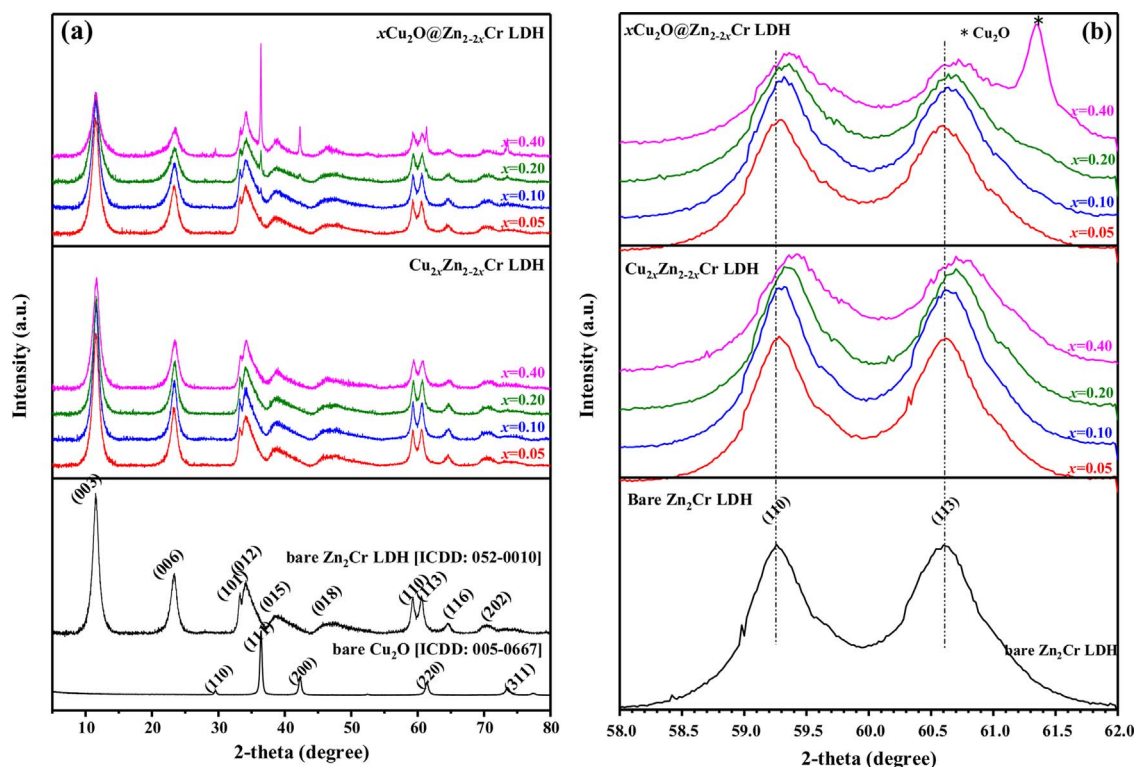 (a)
xCu₂O@Zn₂₋₂ₓCr LDH
x=0.40
x=0.20
x=0.10
x=0.05
Cu₂ₓZn₂₋₂ₓCr LDH
x=0.40
x=0.20
x=0.10
x=0.05
(003)
(006)
(101)
(012)
(015)
(018)
(110)
(113)
(116)
(202)
bare Zn₂Cr LDH [ICDD: 052-0010]
bare Cu₂O [ICDD: 005-0667]
(110)
(111)
(200)
(220)
(311)
Intensity (a.u.)
10 20 30 40 50 60 70 80
2-theta (degree)
(b)
xCu₂O@Zn₂₋₂ₓCr LDH
*
* Cu₂O
x=0.40
x=0.20
x=0.10
x=0.05
Cu₂ₓZn₂₋₂ₓCr LDH
x=0.40
x=0.20
x=0.10
x=0.05
Bare Zn₂Cr LDH
(110)
(113)
bare Zn₂Cr LDH
Intensity (a.u.)
58.0 58.5 59.0 59.5 60.0 60.5 61.0 61.5 62.0
2-theta (degree)